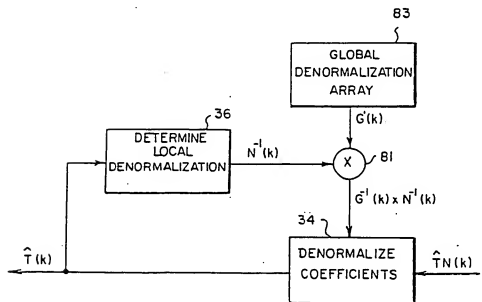 83
GLOBAL
DENORMALIZATION
ARRAY
36
G'(k)
DETERMINE
LOCAL
DENORMALIZATION
N⁻¹(k)
X
81
G⁻¹(k) x N⁻¹(k)
34
T̂(k)
DENORMALIZE
COEFFICIENTS
T̂N(k)